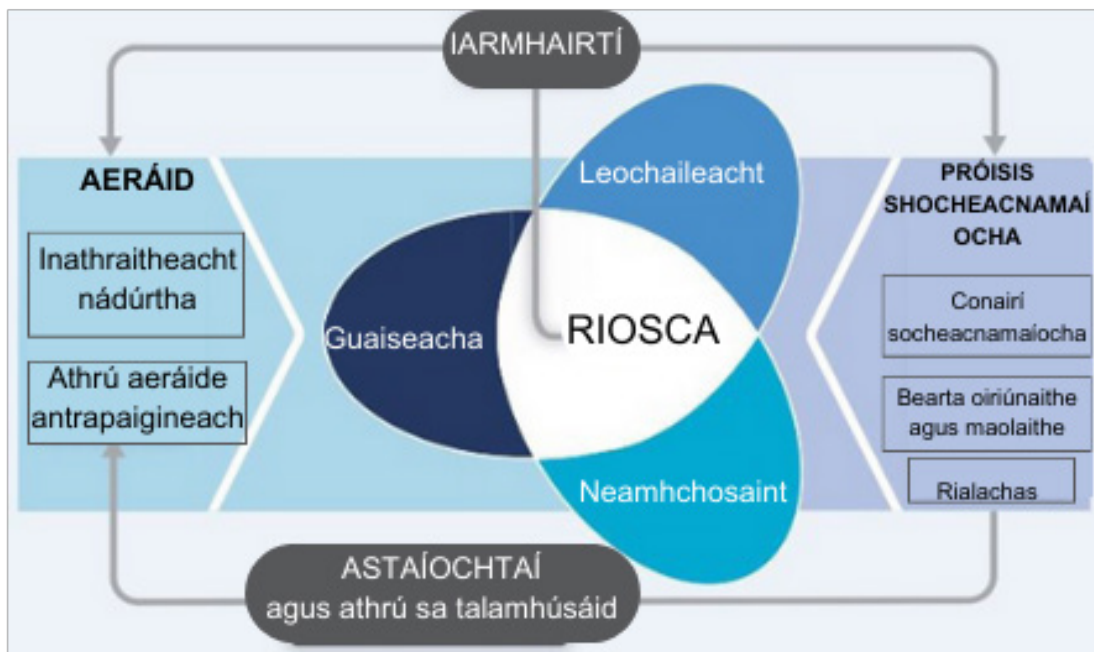 IARMHAIRTÍ
AERÁID
Inathraitheacht
nádúrtha
Athrú aeráide
antrapaigineach
Guaiseacha
Leochaileacht
RIOSCA
Neamhchosaint
PRÓISIS
SHOCHEACNAMAÍ
OCHA
Conairí
socheacnamaíocha
Bearta oiriúnaithe
agus maolaithe
Rialachas
ASTAÍOCHTAÍ
agus athrú sa talamhúsáid